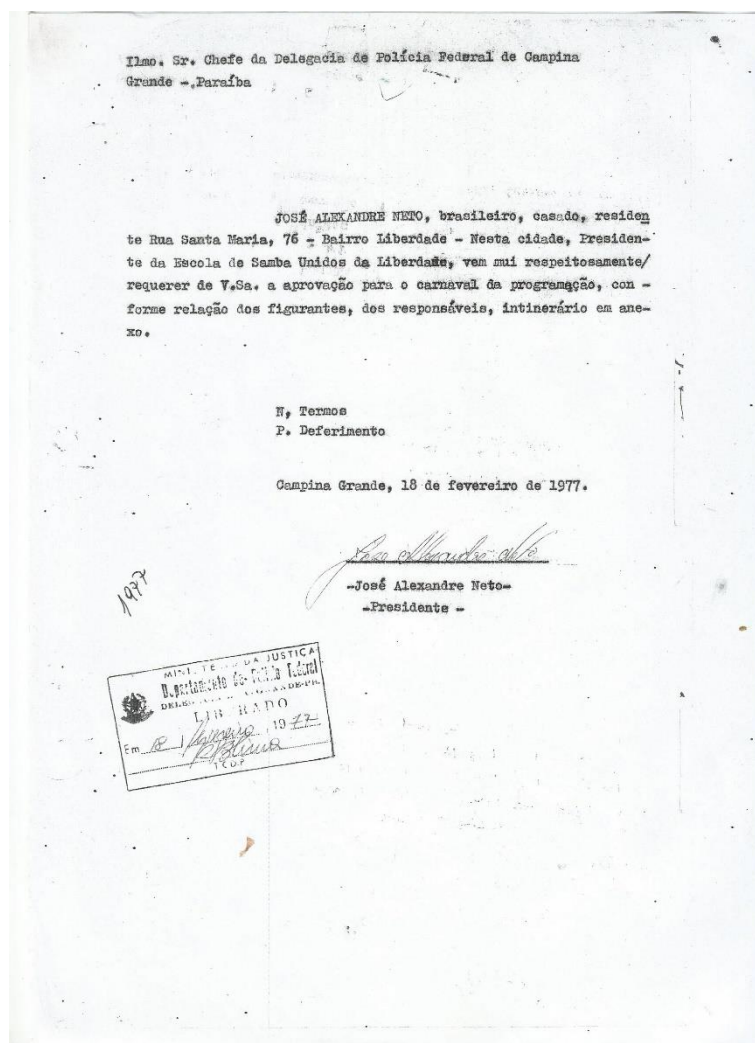 Ilmo. Sr. Chefe da Delegacia de Polícia Federal de Campina
Grande - Paraíba
JOSÉ ALEXANDRE NETO, brasileiro, casado, residen
te Rua Santa Maria, 76 - Bairro Liberdade - Nesta cidade, Presiden-
te da Escola de Samba Unidos da Liberdade, vem mui respeitosamente/
requerer de V.Sa. a aprovação para o carnaval da programação, con -
forme relação dos figurantes, dos responsáveis, intinerário em ane-
xo.
N, Termos
P. Deferimento
Campina Grande, 18 de fevereiro de 1977.
José Alexandre Neto
-José Alexandre Neto-
-Presidente -
1977
MINISTÉRIO DA JUSTIÇA
Departamento de Polícia Federal
LIBERADO
Em 18 / fevereiro / 1977
TCDP